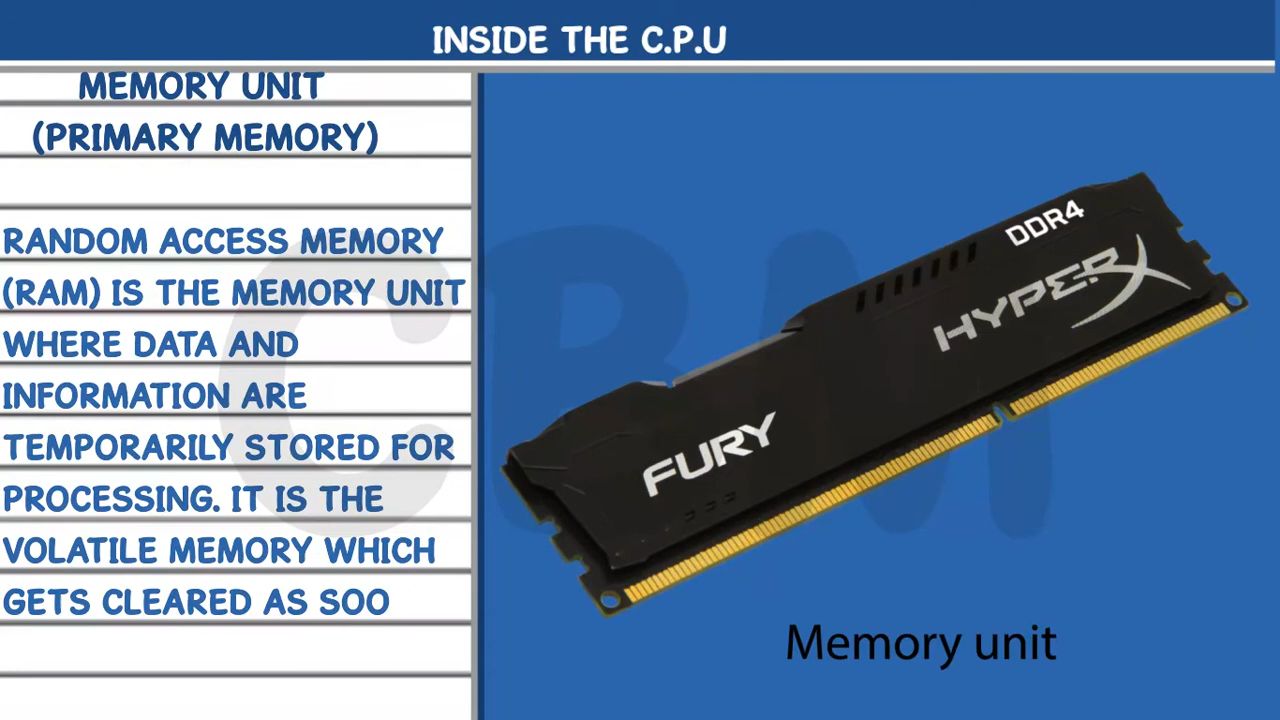 INSIDE THE C.P.U
MEMORY UNIT
(PRIMARY MEMORY)
RANDOM ACCESS MEMORY
(RAM) IS THE MEMORY UNIT
WHERE DATA AND
INFORMATION ARE
TEMPORARILY STORED FOR
PROCESSING. IT IS THE
VOLATILE MEMORY WHICH
GETS CLEARED AS SOO
CBM
DDR4
HYPERX
FURY
Memory unit